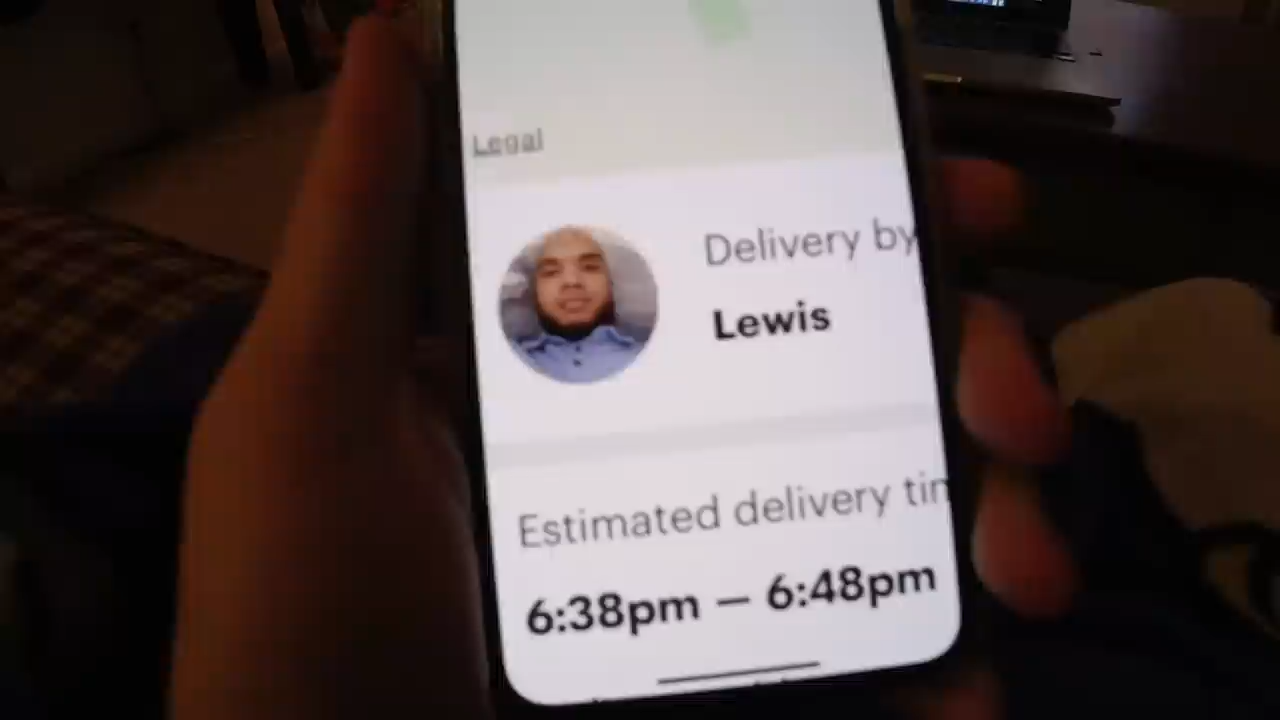 Legal
Delivery by
Lewis
Estimated delivery tin
6:38pm – 6:48pm